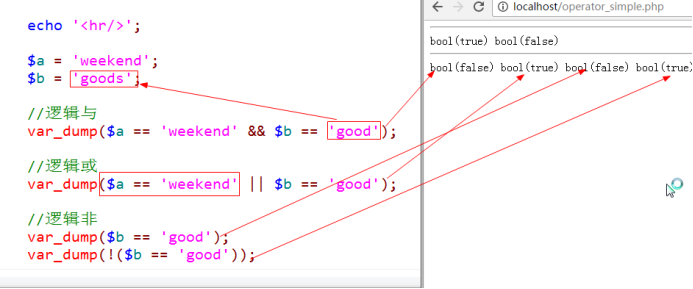 echo '<hr/>';
$a = 'weekend';
$b = 'goods';
//逻辑与
var_dump($a == 'weekend' && $b == 'good');
//逻辑或
var_dump($a == 'weekend' || $b == 'good');
//逻辑非
var_dump($b == 'good');
var_dump(!($b == 'good'));
localhost/operator_simple.php
bool(true) bool(false)
bool(false) bool(true) bool(false) bool(true)